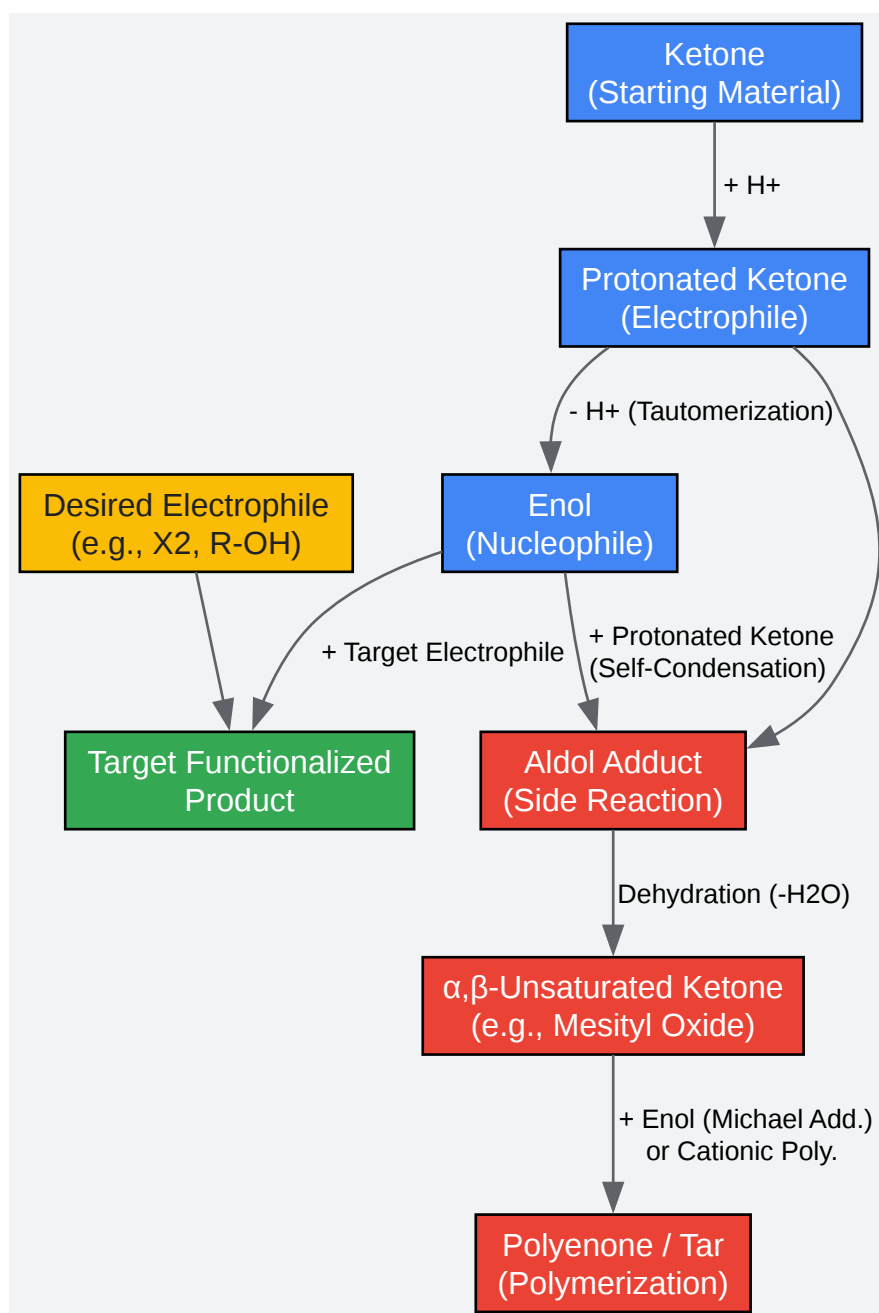 Ketone
(Starting Material)
+ H+
Protonated Ketone
(Electrophile)
- H+ (Tautomerization)
Desired Electrophile
(e.g., X2, R-OH)
Enol
(Nucleophile)
+ Target Electrophile
+ Protonated Ketone
(Self-Condensation)
Target Functionalized
Product
Aldol Adduct
(Side Reaction)
Dehydration (-H2O)
α,β-Unsaturated Ketone
(e.g., Mesityl Oxide)
+ Enol (Michael Add.)
or Cationic Poly.
Polyenone / Tar
(Polymerization)